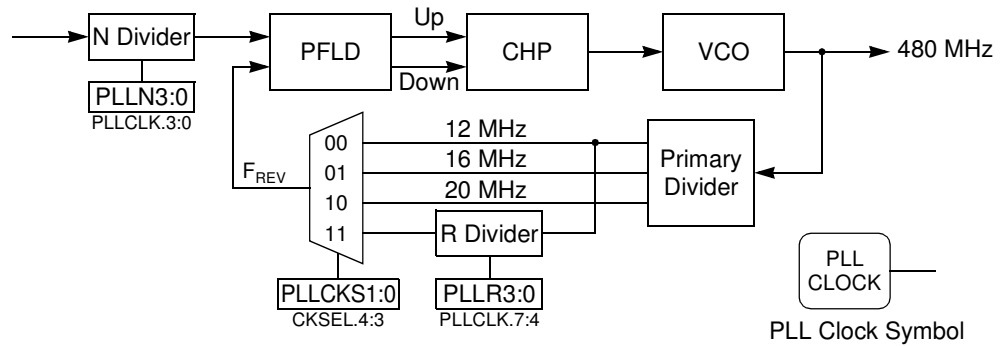 Up
N Divider
PFLD
CHP
VCO
480 MHz
Down
PLLN3:0
PLLCLK.3:0
12 MHz
00
16 MHz
01
Primary
Divider
FREV
20 MHz
10
11
R Divider
PLLCKS1:0
CKSEL.4:3
PLLR3:0
PLLCLK.7:4
PLL
CLOCK
PLL Clock Symbol